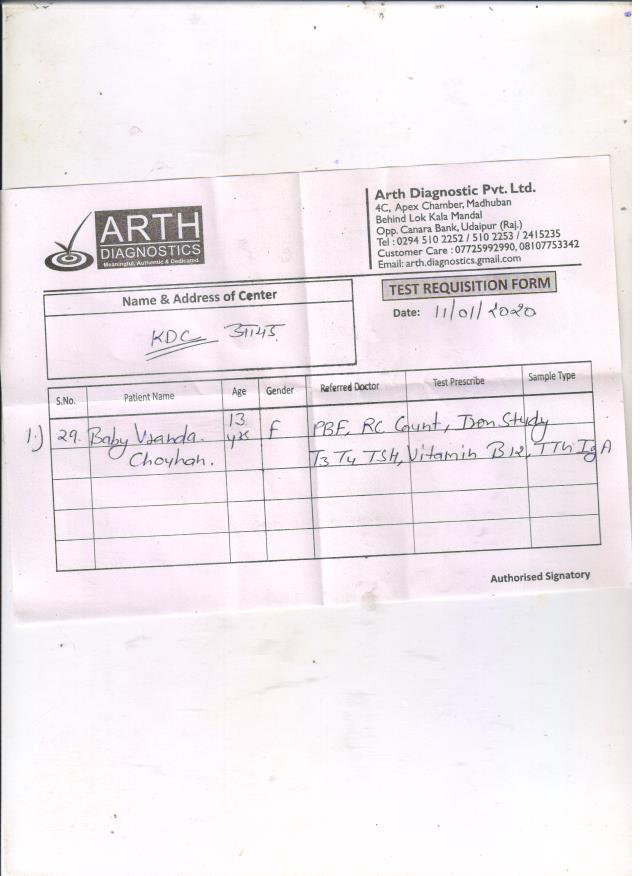 ARTH
DIAGNOSTICS
Meaningful, Authentic & Dedicated.
Arth Diagnostic Pvt. Ltd.
4C, Apex Chamber, Madhuban
Behind Lok Kala Mandal
Opp. Canara Bank, Udaipur (Raj.)
Tel : 0294 510 2252 / 510 2253 / 2415235
Customer Care : 07725992990, 08107753342
Email: arth.diagnostics.gmail.com
TEST REQUISITION FORM
Date: 11/01/2020
Name & Address of Center
KDC
S.No. Patient Name Age Gender Referred Doctor Test Prescribe Sample Type
1.) 29. Baby Vranda. 13 yrs F PBF, RC Count, Iron Study
Chouhan. T3 T4 TSH, Vitamin B12, TTG IgA
Authorised Signatory